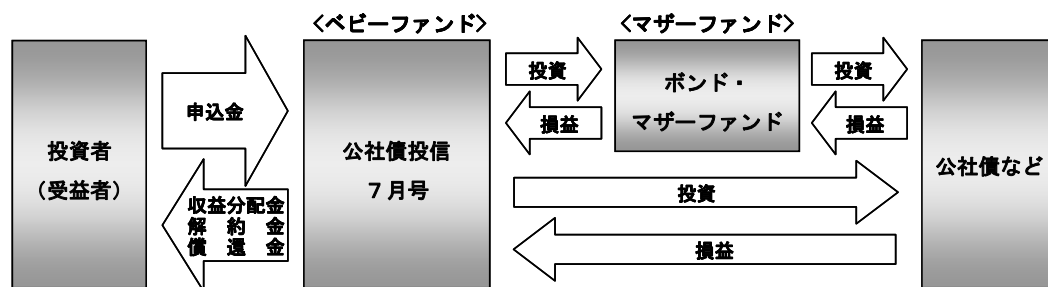 〈ベビーファンド〉
〈マザーファンド〉
投資者
(受益者)
申込金
収益分配金
解約金
償還金
公社債投信
7月号
投資
損益
ボンド・
マザーファンド
投資
損益
投資
損益
公社債など